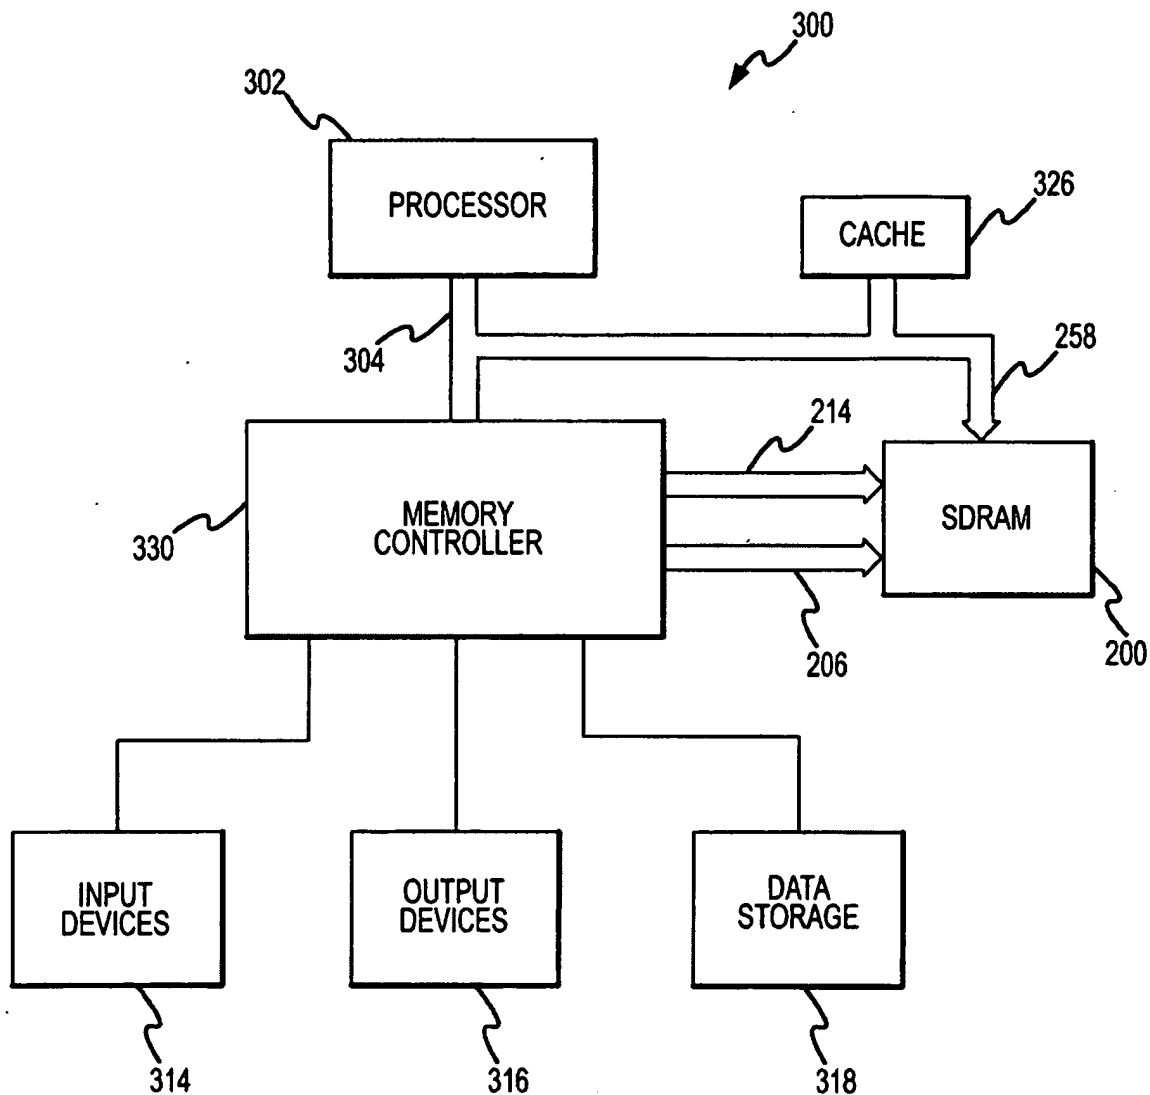 300
302
PROCESSOR
326
CACHE
304
258
214
MEMORY
CONTROLLER
SDRAM
330
206
200
INPUT
DEVICES
OUTPUT
DEVICES
DATA
STORAGE
314
316
318